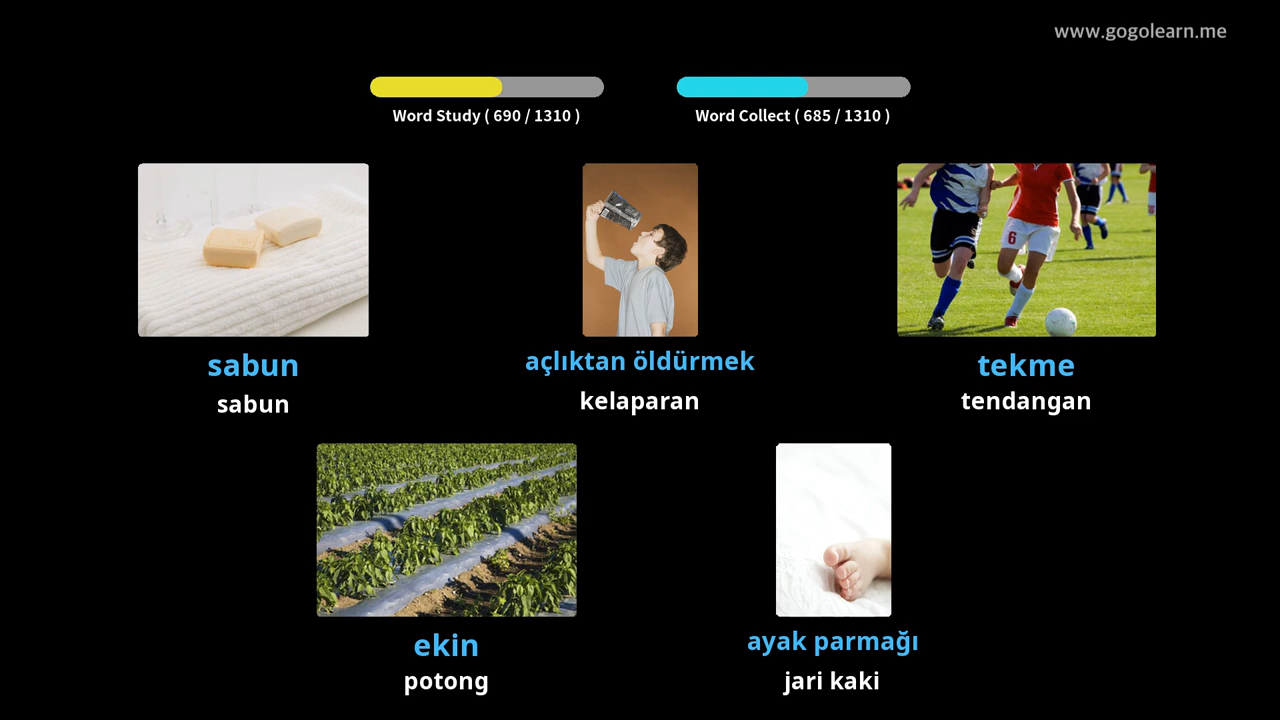 www.gogolearn.me
Word Study ( 690 / 1310 )
Word Collect ( 685 / 1310 )
sabun
sabun
açlıktan öldürmek
kelaparan
tekme
tendangan
6
ekin
potong
ayak parmağı
jari kaki